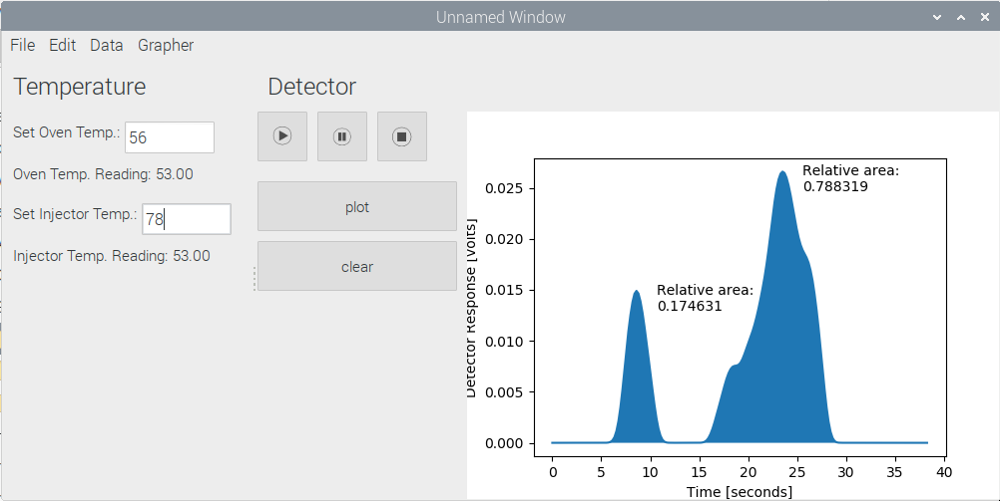 Unnamed Window
File Edit Data Grapher
Temperature
Set Oven Temp.: 56
Oven Temp. Reading: 53.00
Set Injector Temp.: 78
Injector Temp. Reading: 53.00
Detector
plot
clear
Detector Response [volts]
0.025
0.020
0.015
0.010
0.005
0.000
Relative area:
0.174631
Relative area:
0.788319
0 5 10 15 20 25 30 35 40
Time [seconds]